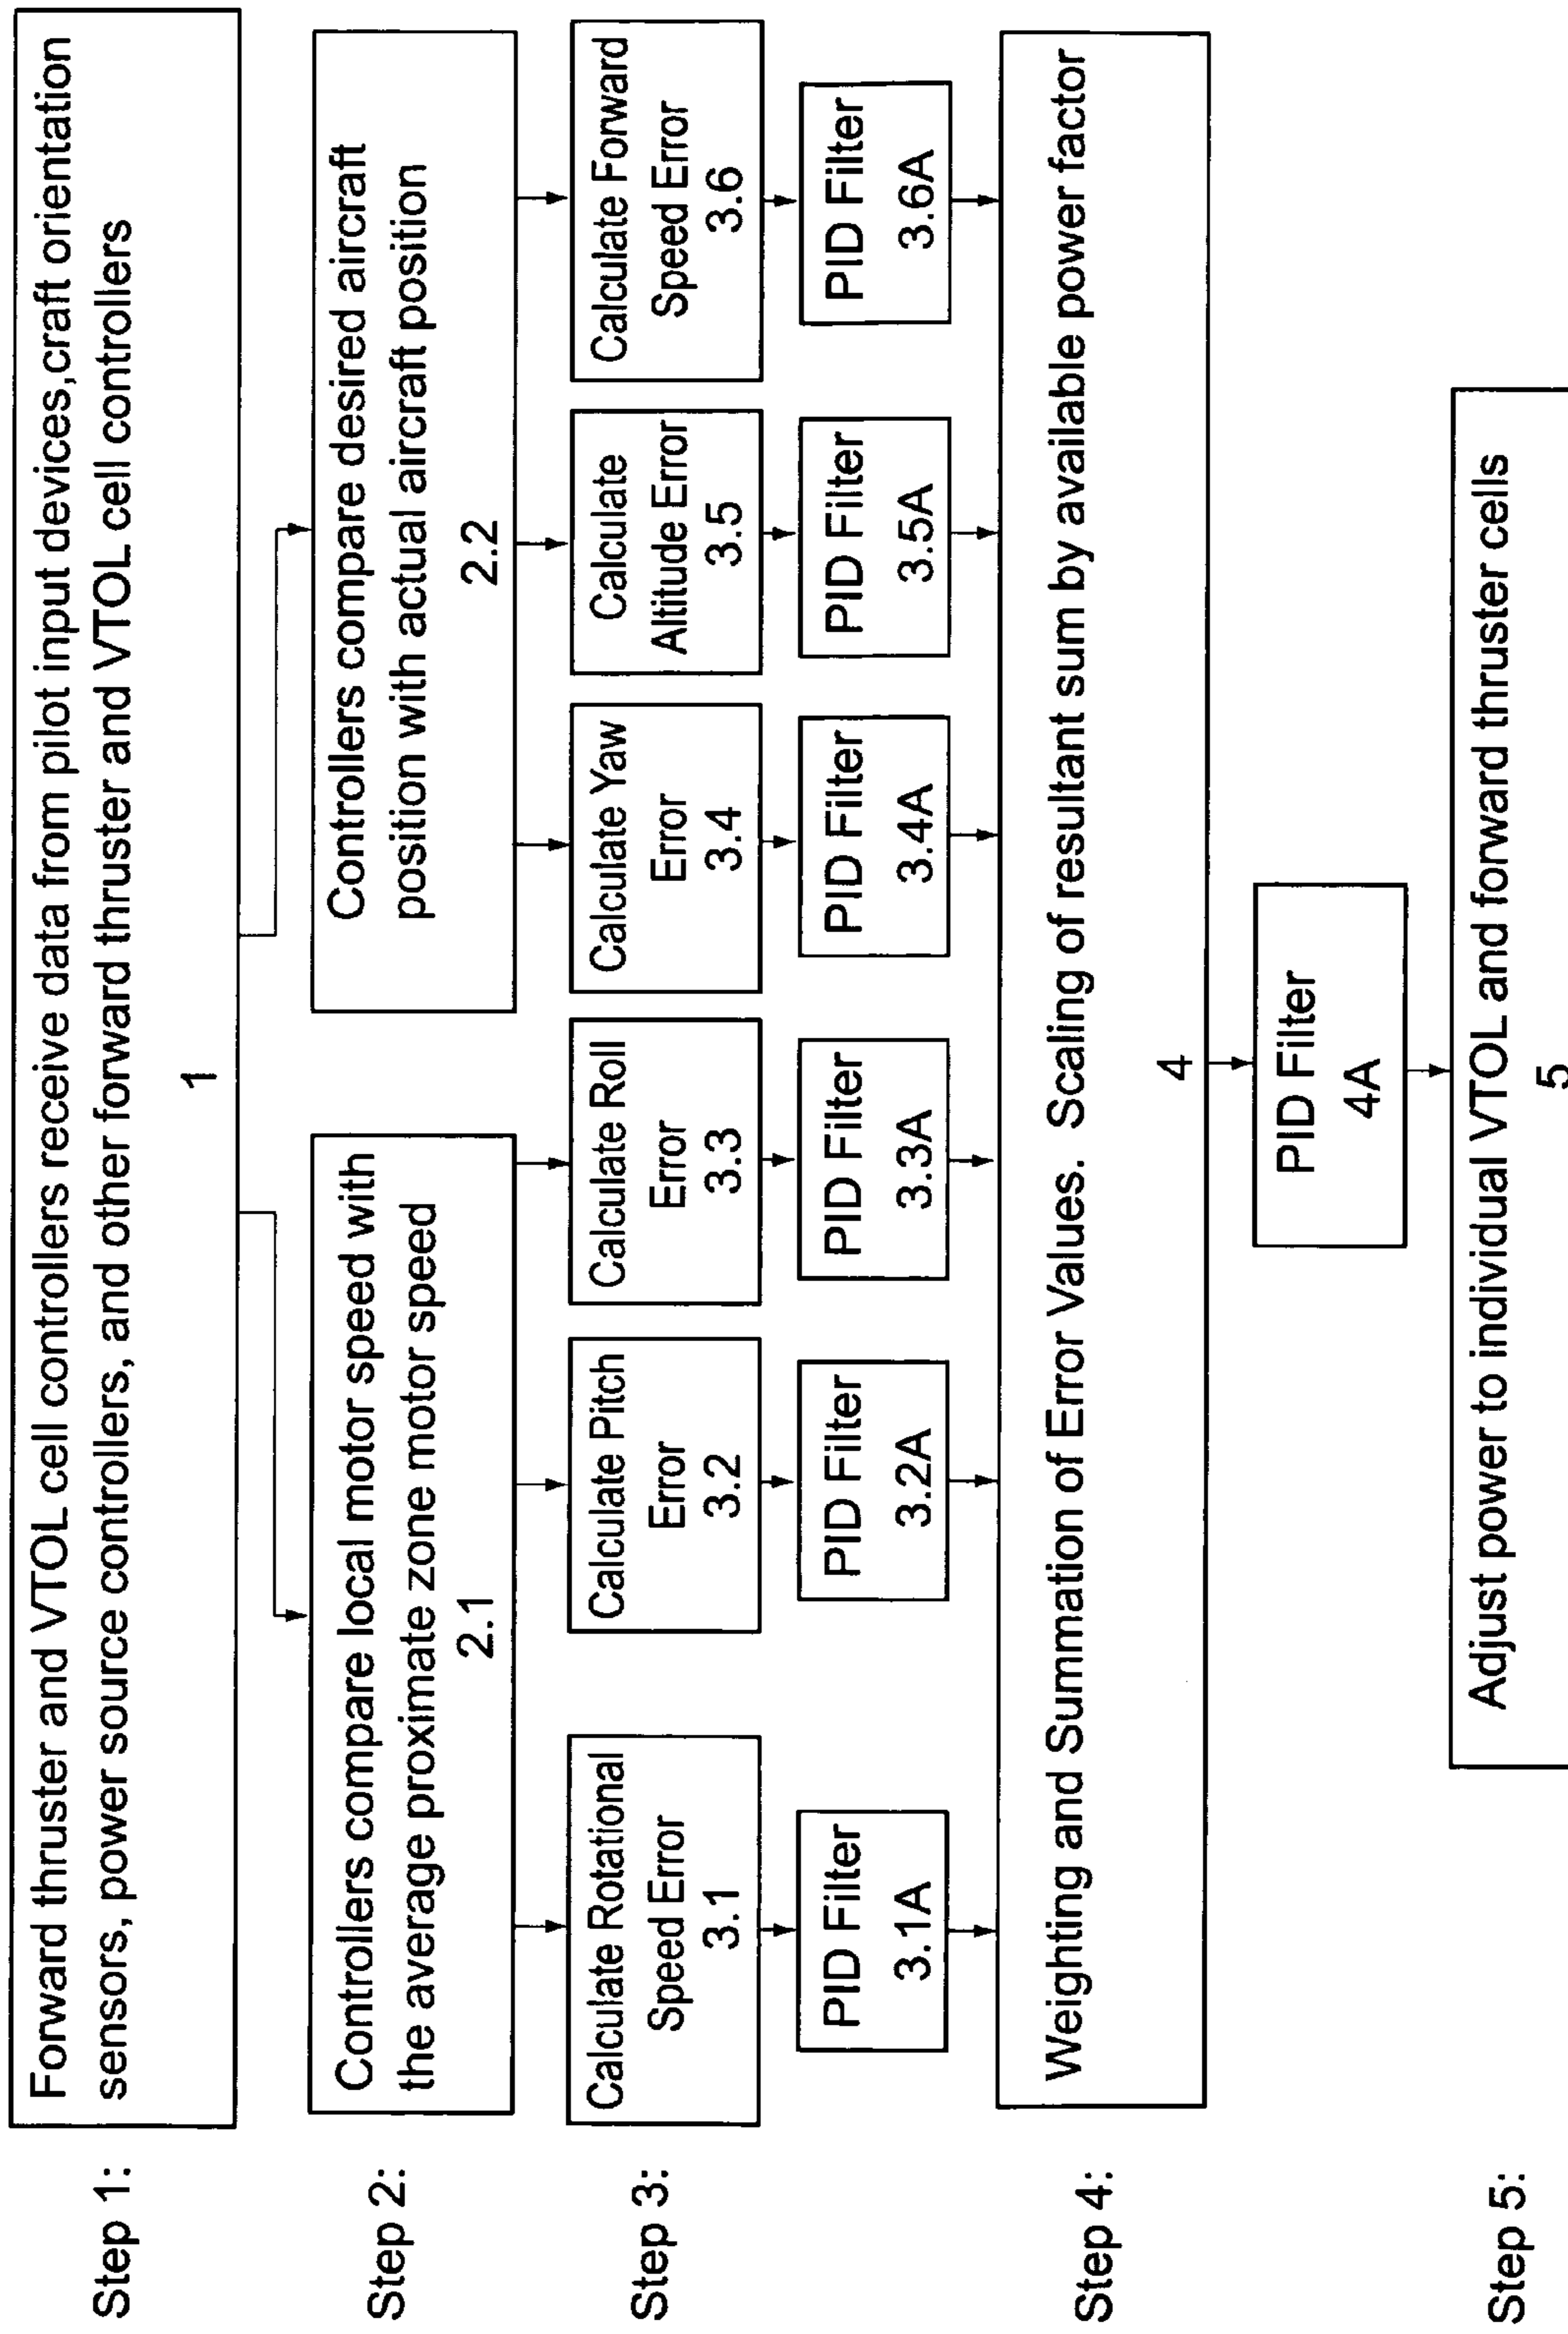 Step 1:
Forward thruster and VTOL cell controllers receive data from pilot input devices,craft orientation
sensors, power source controllers, and other forward thruster and VTOL cell controllers
1
Step 2:
Controllers compare local motor speed with
the average proximate zone motor speed
2.1
Controllers compare desired aircraft
position with actual aircraft position
2.2
Step 3:
Calculate Rotational
Speed Error
3.1
Calculate Pitch
Error
3.2
Calculate Roll
Error
3.3
Calculate Yaw
Error
3.4
Calculate
Altitude Error
3.5
Calculate Forward
Speed Error
3.6
PID Filter
3.1A
PID Filter
3.2A
PID Filter
3.3A
PID Filter
3.4A
PID Filter
3.5A
PID Filter
3.6A
Step 4:
Weighting and Summation of Error Values. Scaling of resultant sum by available power factor
4
PID Filter
4A
Step 5:
Adjust power to individual VTOL and forward thruster cells
5